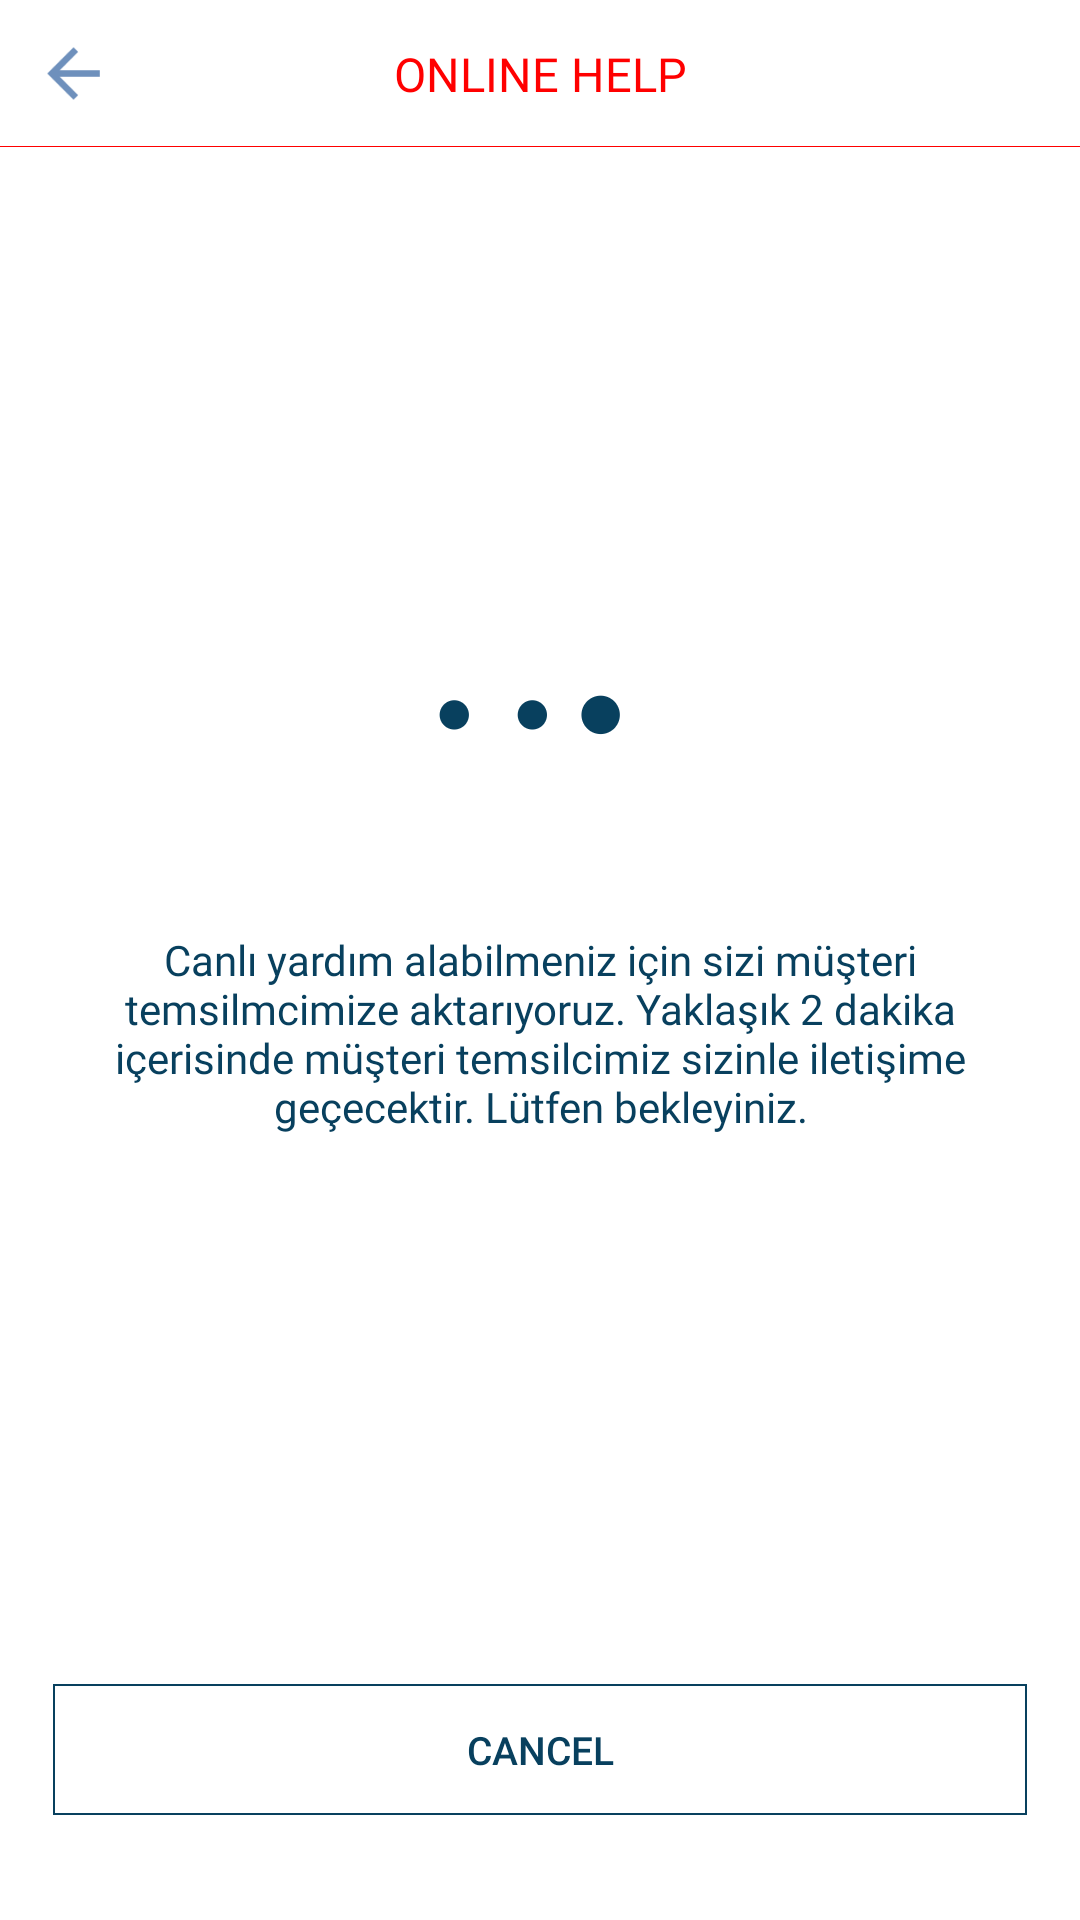 ONLINE HELP
Canlı yardım alabilmeniz için sizi müşteri
temsilmcimize aktarıyoruz. Yaklaşık 2 dakika
içerisinde müşteri temsilcimiz sizinle iletişime
geçecektir. Lütfen bekleyiniz.
CANCEL